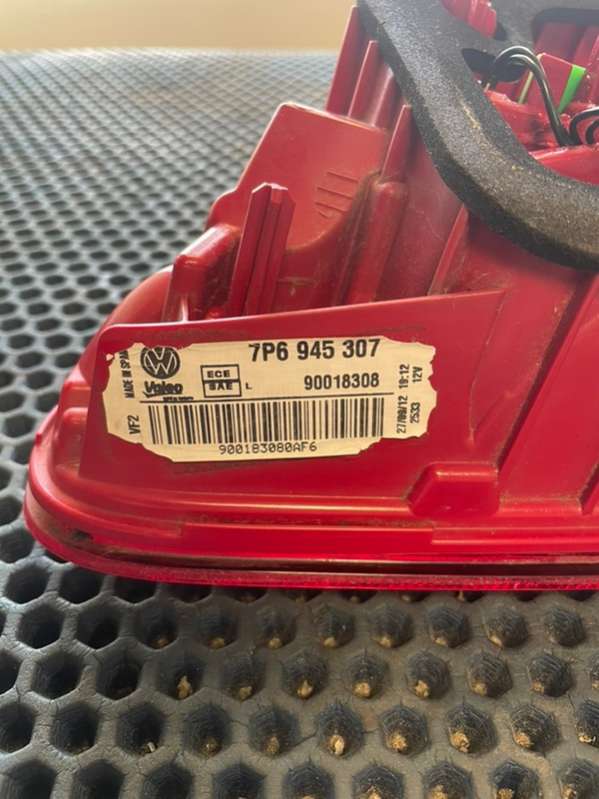 MADE IN SPAIN
VW
Valeo
ECE
SAE L
7P6 945 307
90018308
VF2
900183080AF6
27/09/12 10:12
2533 12V